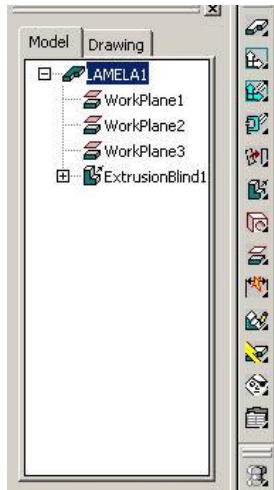 Model Drawing
LAMELA1
WorkPlane1
WorkPlane2
WorkPlane3
ExtrusionBlind1